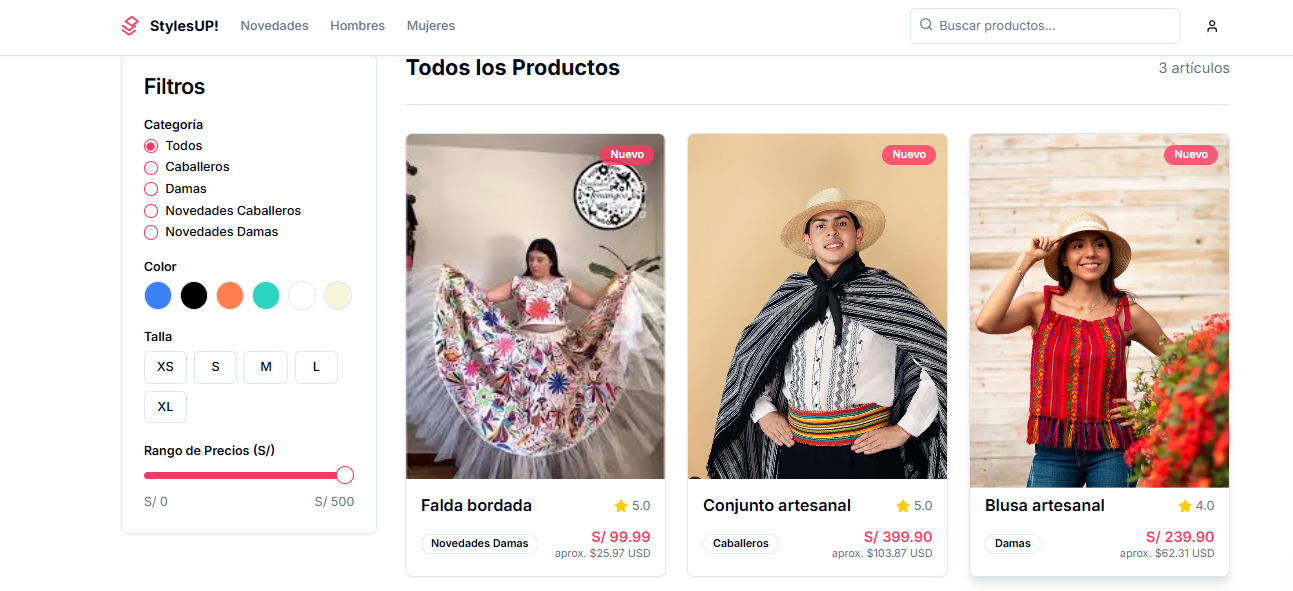 StylesUP!
Novedades
Hombres
Mujeres
Buscar productos...
Filtros
Categoría
Todos
Caballeros
Damas
Novedades Caballeros
Novedades Damas
Color
Talla
XS
S
M
L
XL
Rango de Precios (S/)
S/ 0
S/ 500
Todos los Productos
3 artículos
Nuevo
Falda bordada
5.0
Novedades Damas
S/ 99.99
aprox. $25.97 USD
Nuevo
Conjunto artesanal
5.0
Caballeros
S/ 399.90
aprox. $103.87 USD
Nuevo
Blusa artesanal
4.0
Damas
S/ 239.90
aprox. $62.31 USD